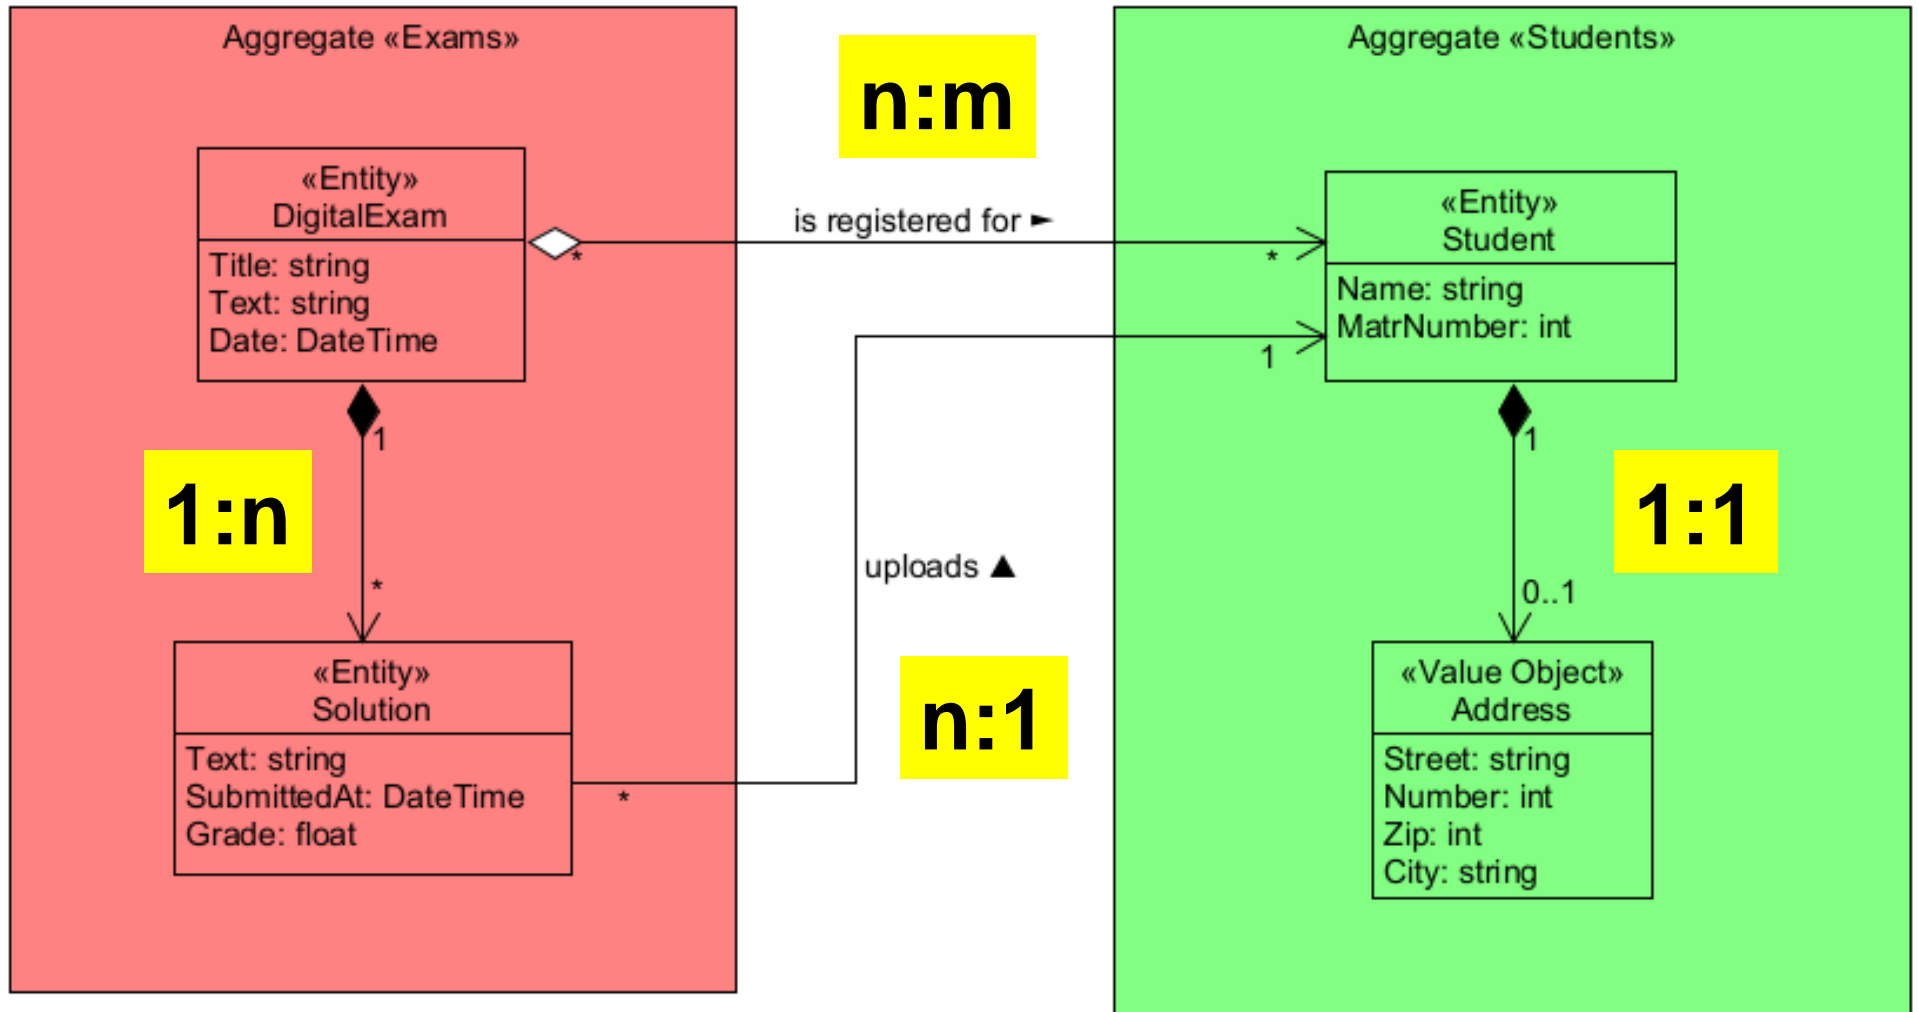 Aggregate «Exams»
«Entity»
DigitalExam
Title: string
Text: string
Date: DateTime
1
1:n
*
«Entity»
Solution
Text: string
SubmittedAt: DateTime
Grade: float
n:m
is registered for ►
*
*
1
uploads ▲
n:1
*
Aggregate «Students»
«Entity»
Student
Name: string
MatrNumber: int
1
1:1
0..1
«Value Object»
Address
Street: string
Number: int
Zip: int
City: string